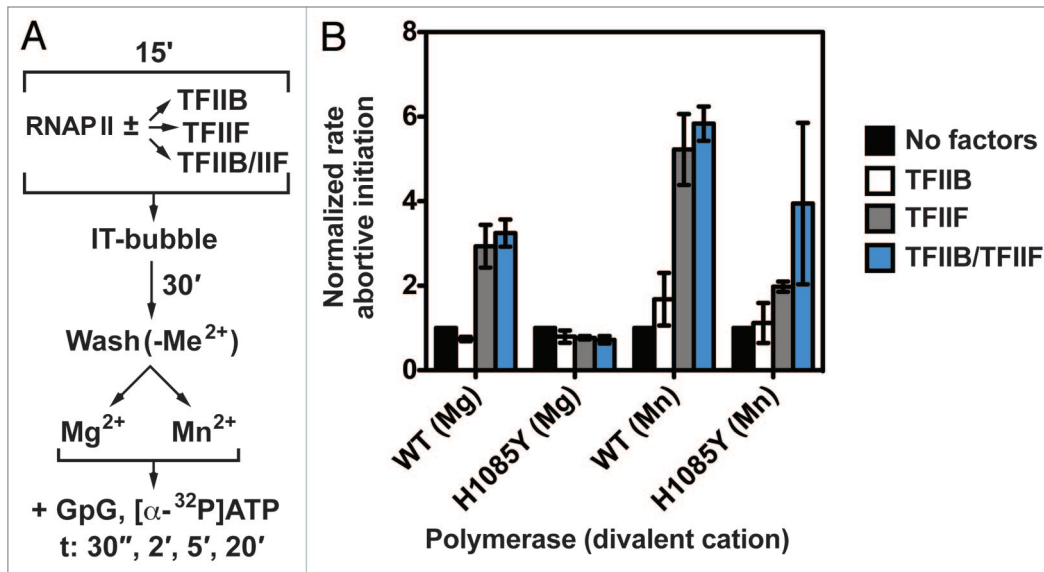 A
15'
RNAP II ± TFIIB
TFIIF
TFIIB/IIF
IT-bubble
30′
Wash (-Me²⁺)
Mg²⁺ Mn²⁺
+ GpG, [α-³²P]ATP
t: 30″, 2′, 5′, 20′
B
Normalized rate
abortive initiation
8
6
4
2
0
WT (Mg)
H1085Y (Mg)
WT (Mn)
H1085Y (Mn)
Polymerase (divalent cation)
No factors
TFIIB
TFIIF
TFIIB/TFIIF